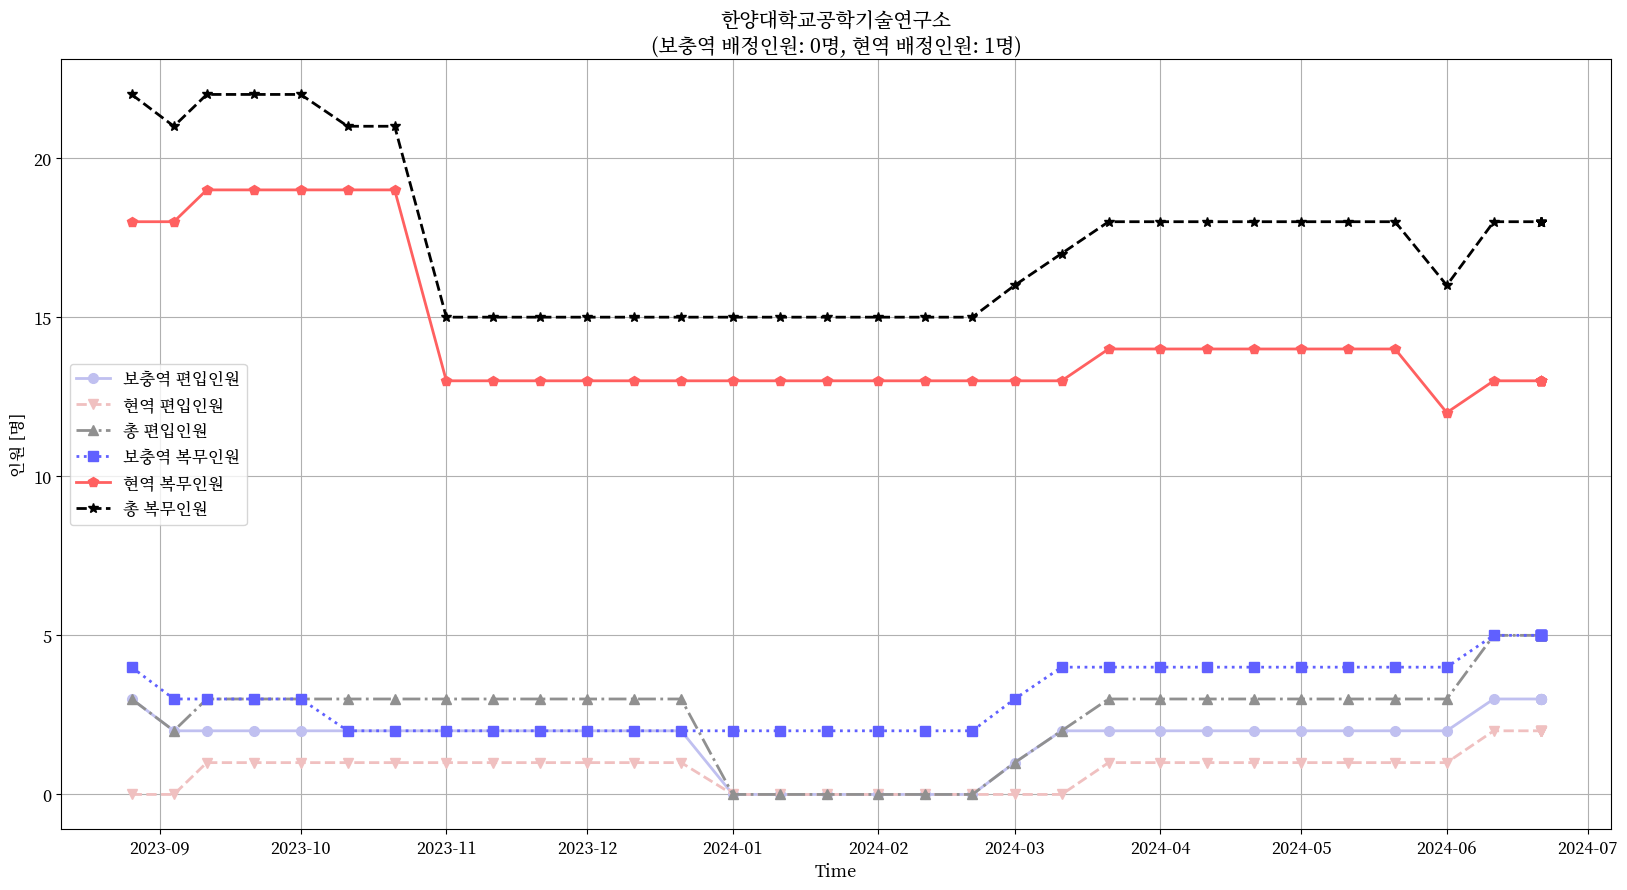 한양대학교공학기술연구소
(보충역 배정인원: 0명, 현역 배정인원: 1명)
인원 [명]
20
15
10
5
0
보충역 편입인원
현역 편입인원
총 편입인원
보충역 복무인원
현역 복무인원
총 복무인원
2023-09
2023-10
2023-11
2023-12
2024-01
2024-02
2024-03
2024-04
2024-05
2024-06
2024-07
Time